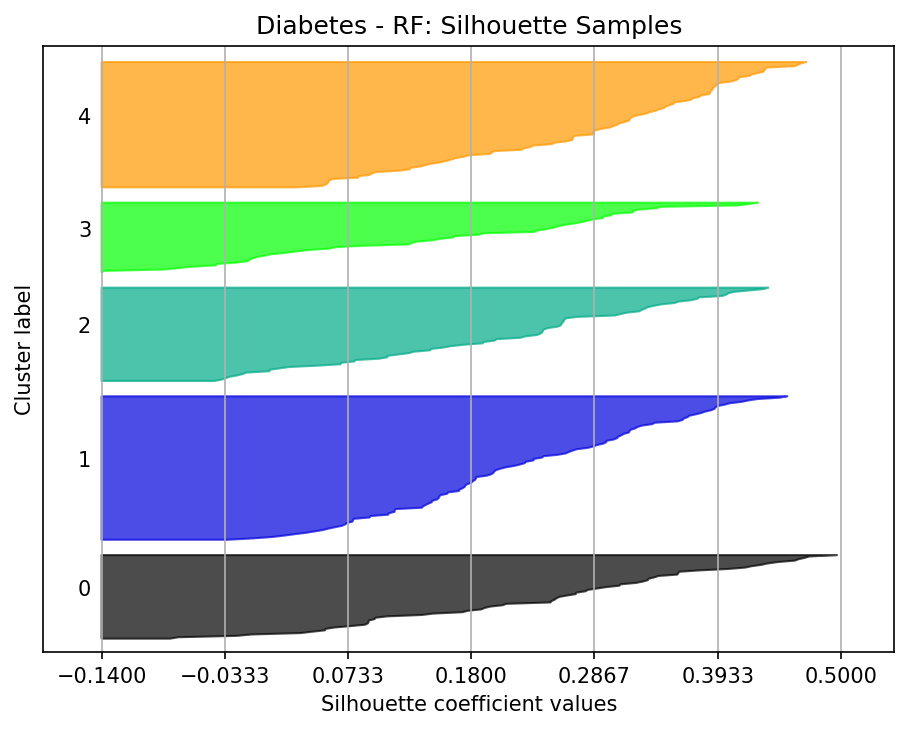 Diabetes - RF: Silhouette Samples
4
3
2
1
0
Cluster label
−0.1400 −0.0333 0.0733 0.1800 0.2867 0.3933 0.5000
Silhouette coefficient values